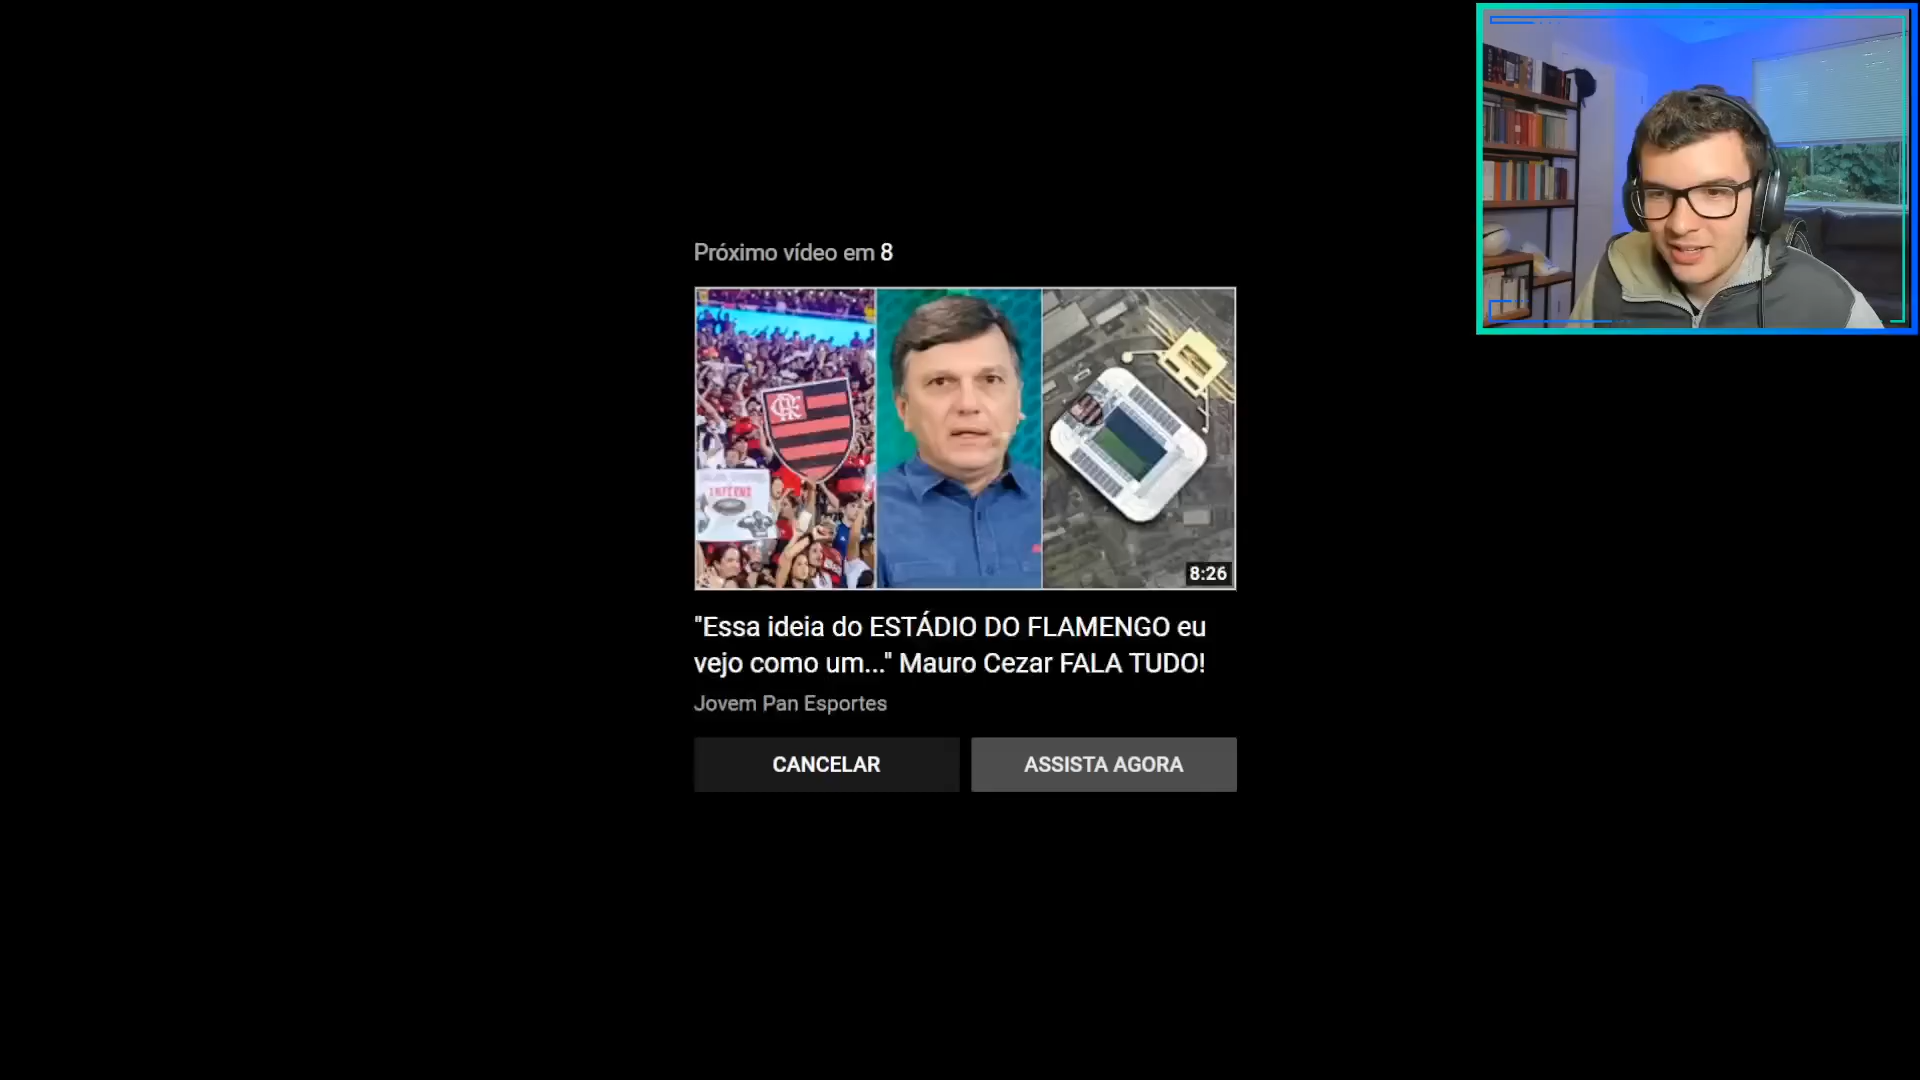 Próximo vídeo em 8
INFERNO
8:26
"Essa ideia do ESTÁDIO DO FLAMENGO eu
vejo como um..." Mauro Cezar FALA TUDO!
Jovem Pan Esportes
CANCELAR
ASSISTA AGORA